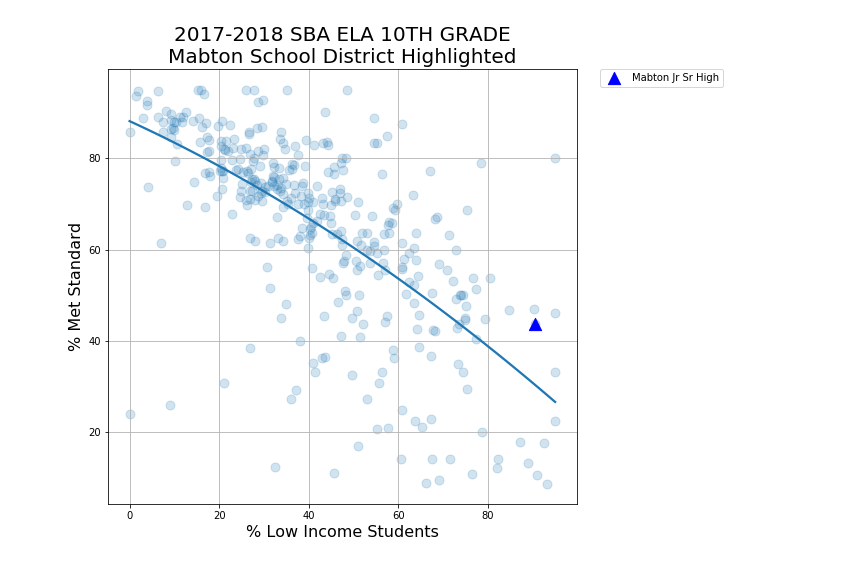 2017-2018 SBA ELA 10TH GRADE
Mabton School District Highlighted
Mabton Jr Sr High
% Met Standard
80
60
40
20
0
20
40
60
80
% Low Income Students